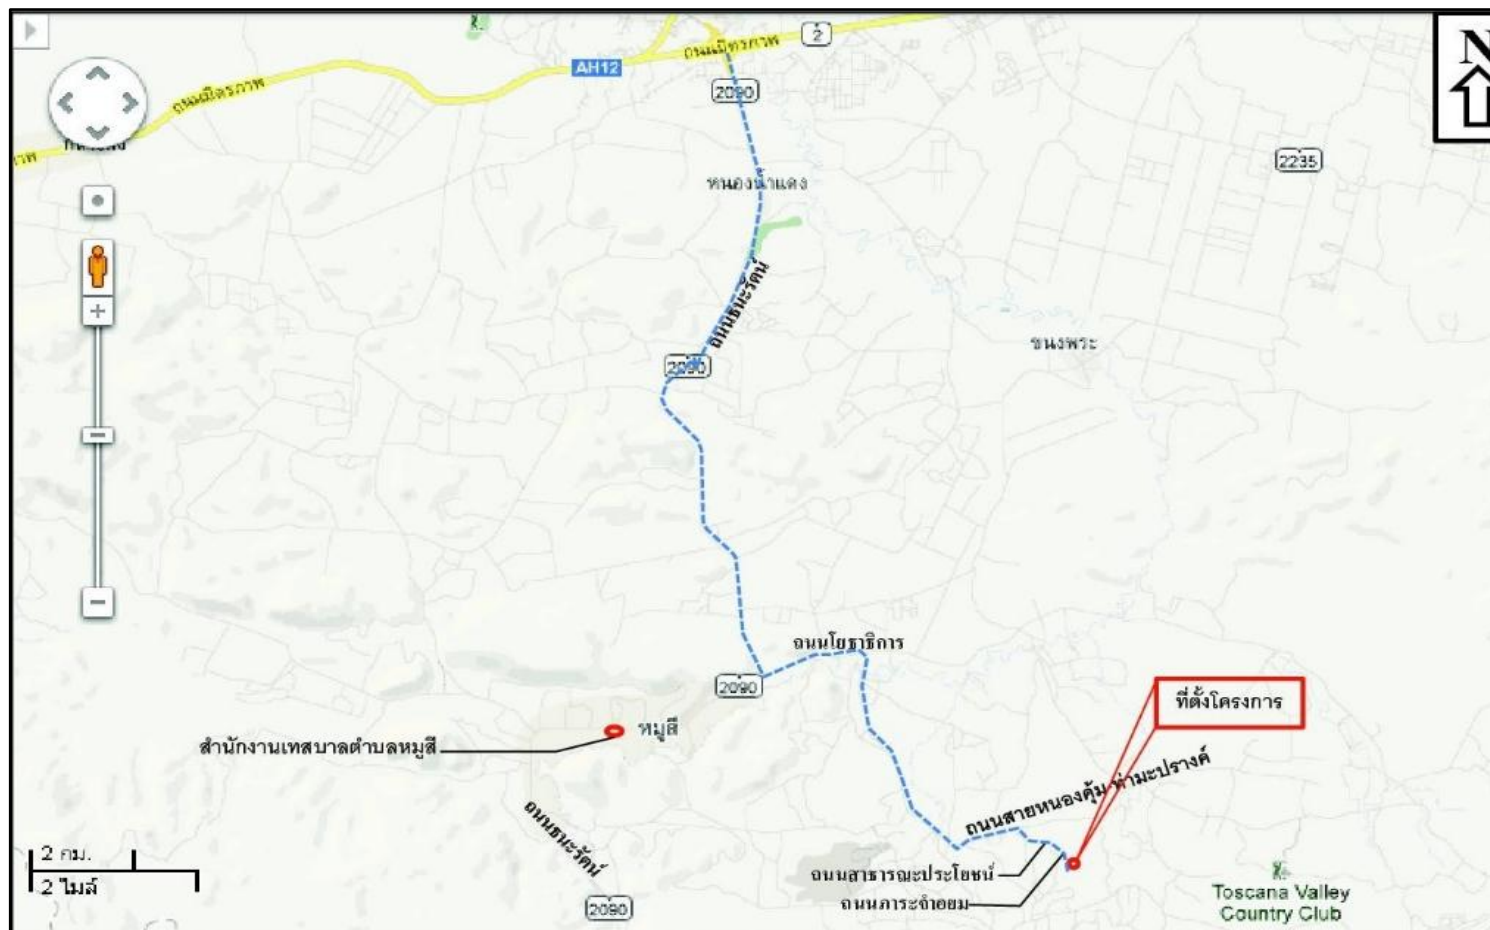 2
N
ถนนมิตรภาพ
AH12
ถนนมิตรภาพ
2090
2235
หนองน้ำแดง
ถนนธนะรัตน์
ขนงพระ
2090
ถนนโยธาธิการ
2090
ที่ตั้งโครงการ
หมูสี
สำนักงานเทศบาลตำบลหมูสี
ถนนสายหนองคุ้ม ท่ามะปรางค์
ถนนธนะรัตน์
2 กม.
2 ไมล์
ถนนสาธารณะประโยชน์
ถนนภาระจำยอม
2090
Toscana Valley
Country Club